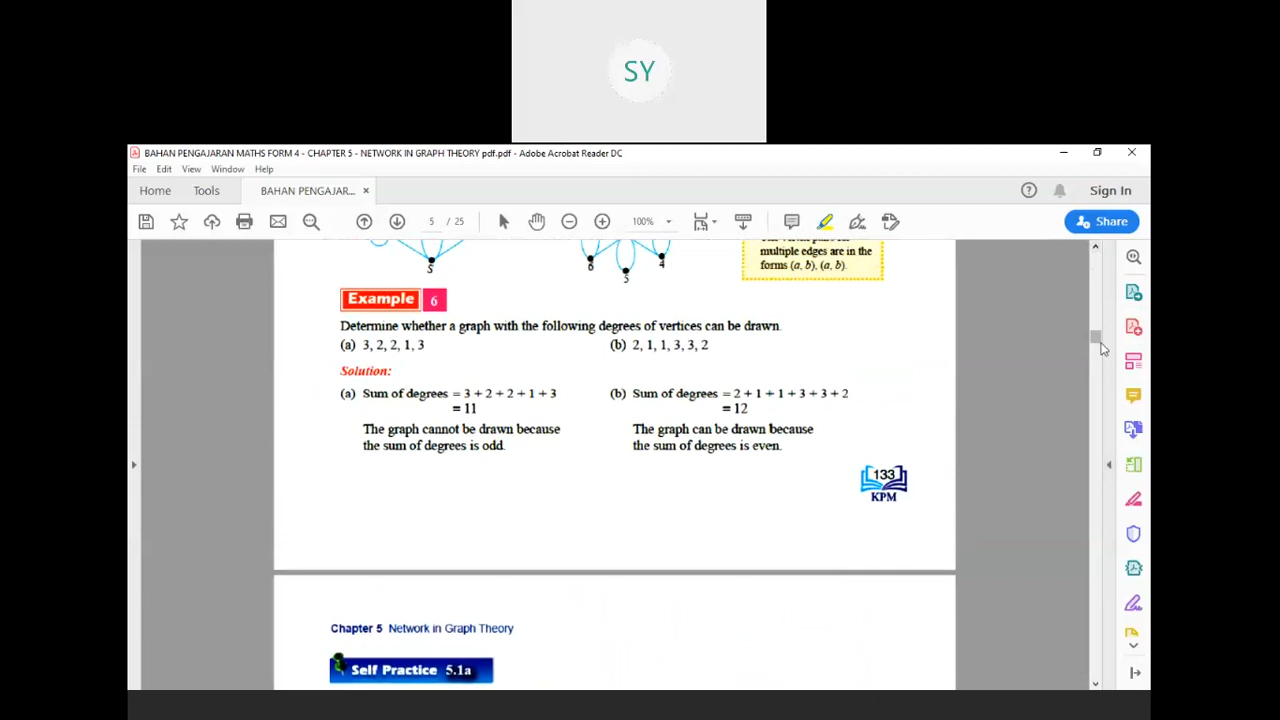 SY
BAHAN PENGAJARAN MATHS FORM 4 - CHAPTER 5 - NETWORK IN GRAPH THEORY pdf.pdf - Adobe Acrobat Reader DC
File Edit View Window Help
Home Tools BAHAN PENGAJAR... × Sign In
5 / 25 100% Share
multiple edges are in the
forms (a, b), (a, b).
S 6 5 4
Example 6
Determine whether a graph with the following degrees of vertices can be drawn.
(a) 3, 2, 2, 1, 3 (b) 2, 1, 1, 3, 3, 2
Solution:
(a) Sum of degrees = 3 + 2 + 2 + 1 + 3 (b) Sum of degrees = 2 + 1 + 1 + 3 + 3 + 2
= 11 = 12
The graph cannot be drawn because The graph can be drawn because
the sum of degrees is odd. the sum of degrees is even.
133
KPM
Chapter 5 Network in Graph Theory
Self Practice 5.1a